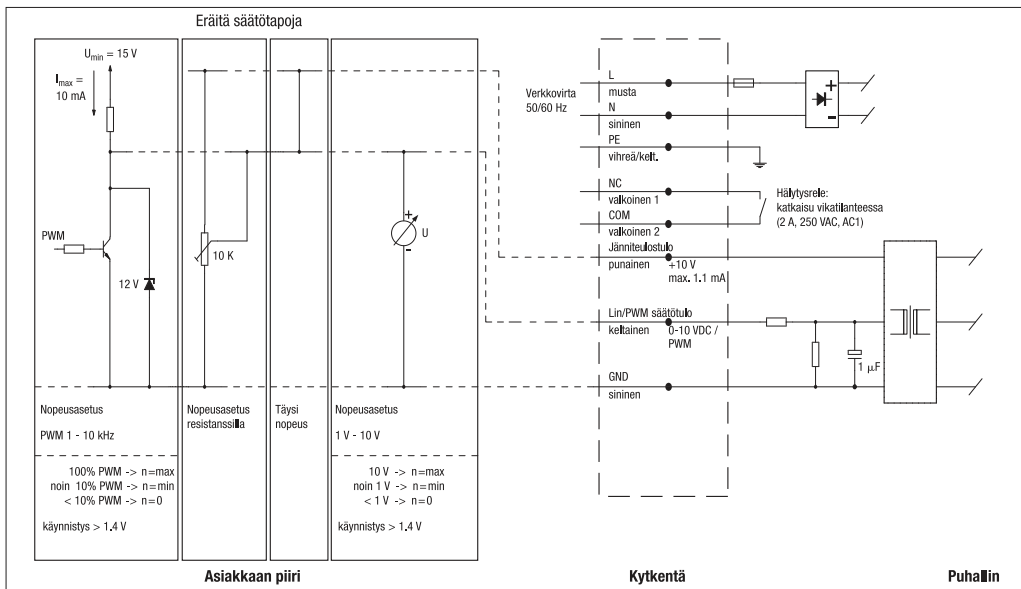 Eräitä säätötapoja
Umin = 15 V
Imax =
10 mA
PWM
12 V
Nopeusasetus
PWM 1 - 10 kHz
100% PWM -> n=max
noin 10% PWM -> n=min
< 10% PWM -> n=0
käynnistys > 1.4 V
10 K
Nopeusasetus
resistanssilla
Täysi
nopeus
+
U
-
Nopeusasetus
1 V - 10 V
10 V -> n=max
noin 1 V -> n=min
< 1 V -> n=0
käynnistys > 1.4 V
Asiakkaan piiri
Verkkovirta
50/60 Hz
L
musta
N
sininen
PE
vihreä/kelt.
NC
valkoinen 1
COM
valkoinen 2
Jänniteulostulo
punainen
+10 V
max. 1.1 mA
Lin/PWM säätötulo
keltainen
0-10 VDC /
PWM
GND
sininen
Kytkentä
+
-
Hälytysrele:
katkaisu vikatilanteessa
(2 A, 250 VAC, AC1)
1 µF
Puhallin